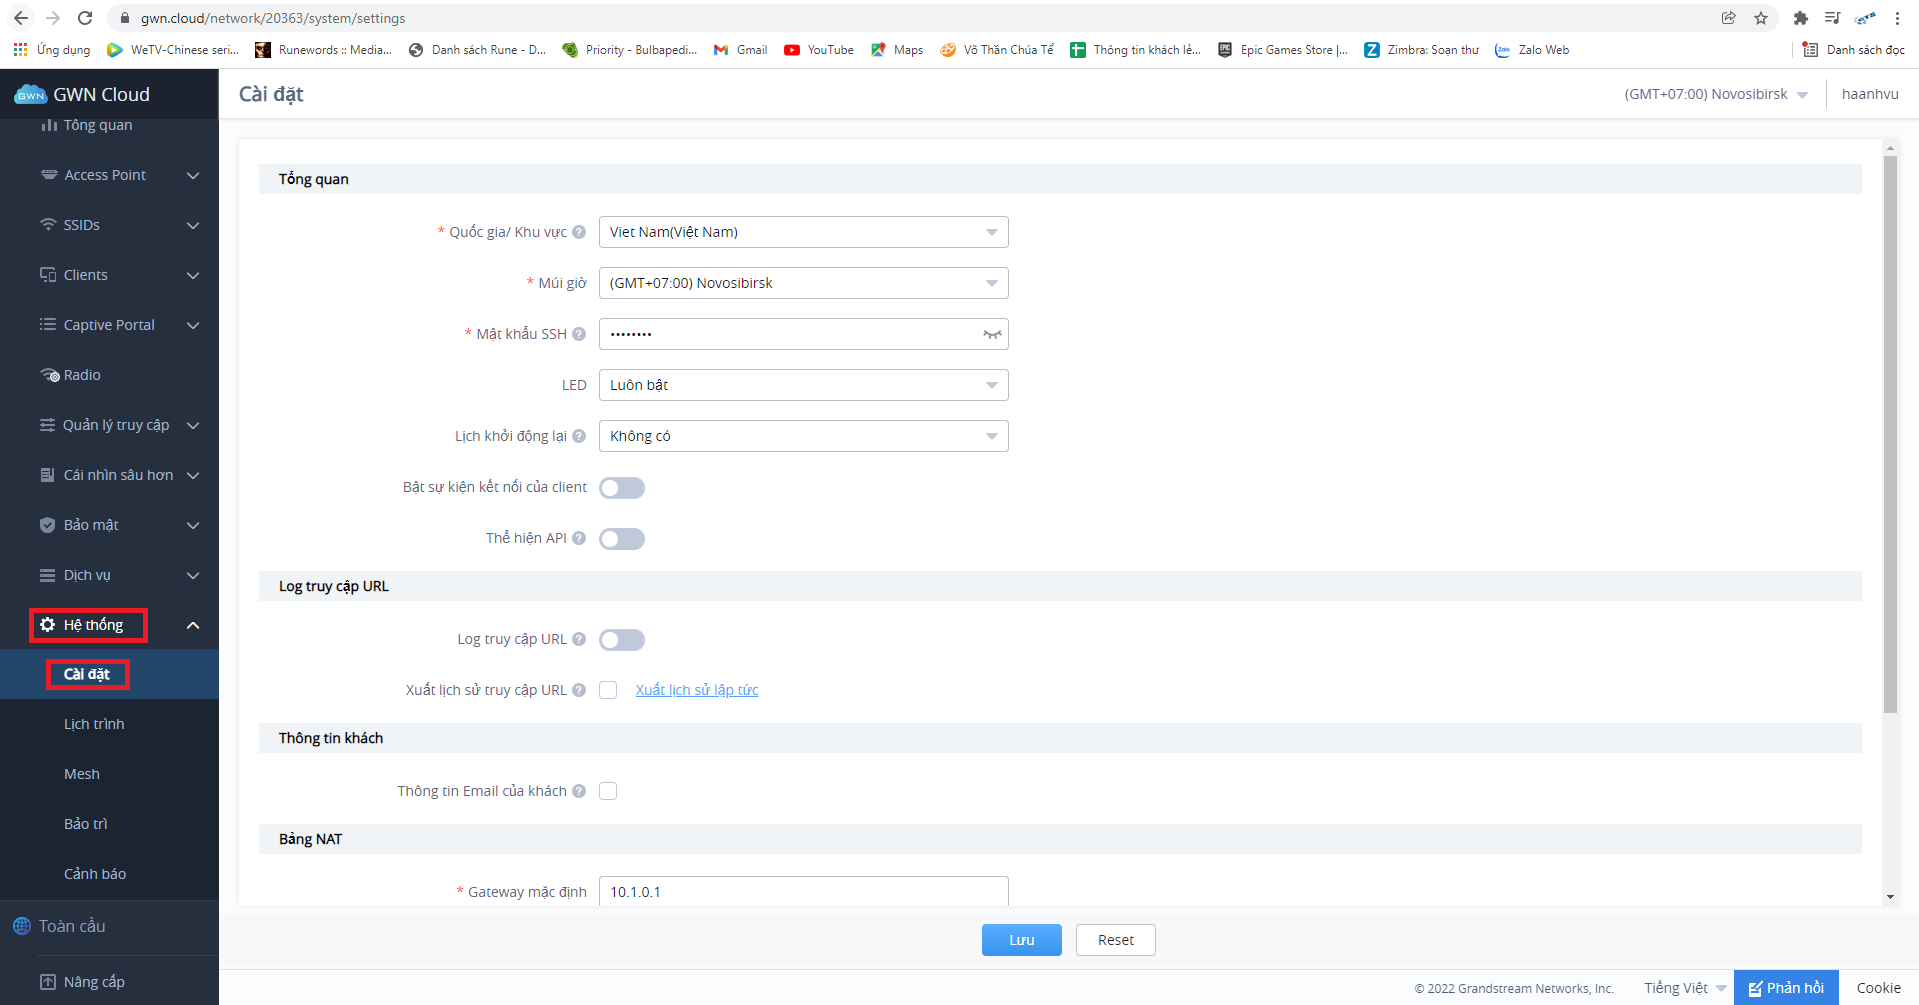 gwn.cloud/network/20363/system/settings
Ứng dụng
WeTV-Chinese seri...
Runewords :: Media...
Danh sách Rune - D...
Priority - Bulbapedi...
Gmail
YouTube
Maps
Võ Thần Chúa Tể
Thông tin khách lẻ...
Epic Games Store |...
Zimbra: Soạn thư
Zalo Web
Danh sách đọc
GWN GWN Cloud
Cài đặt
(GMT+07:00) Novosibirsk
haanhvu
Tổng quan
Access Point
SSIDs
Clients
Captive Portal
Radio
Quản lý truy cập
Cái nhìn sâu hơn
Bảo mật
Dịch vụ
Hệ thống
Cài đặt
Lịch trình
Mesh
Bảo trì
Cảnh báo
Toàn cầu
Nâng cấp
Tổng quan
* Quốc gia/ Khu vực ? Viet Nam(Việt Nam)
* Múi giờ (GMT+07:00) Novosibirsk
* Mật khẩu SSH ? ••••••••
LED Luôn bật
Lịch khởi động lại ? Không có
Bật sự kiện kết nối của client
Thể hiện API ?
Log truy cập URL
Log truy cập URL ?
Xuất lịch sử truy cập URL ? Xuất lịch sử lập tức
Thông tin khách
Thông tin Email của khách ?
Bảng NAT
* Gateway mặc định 10.1.0.1
Lưu
Reset
© 2022 Grandstream Networks, Inc.
Tiếng Việt
Phản hồi
Cookie